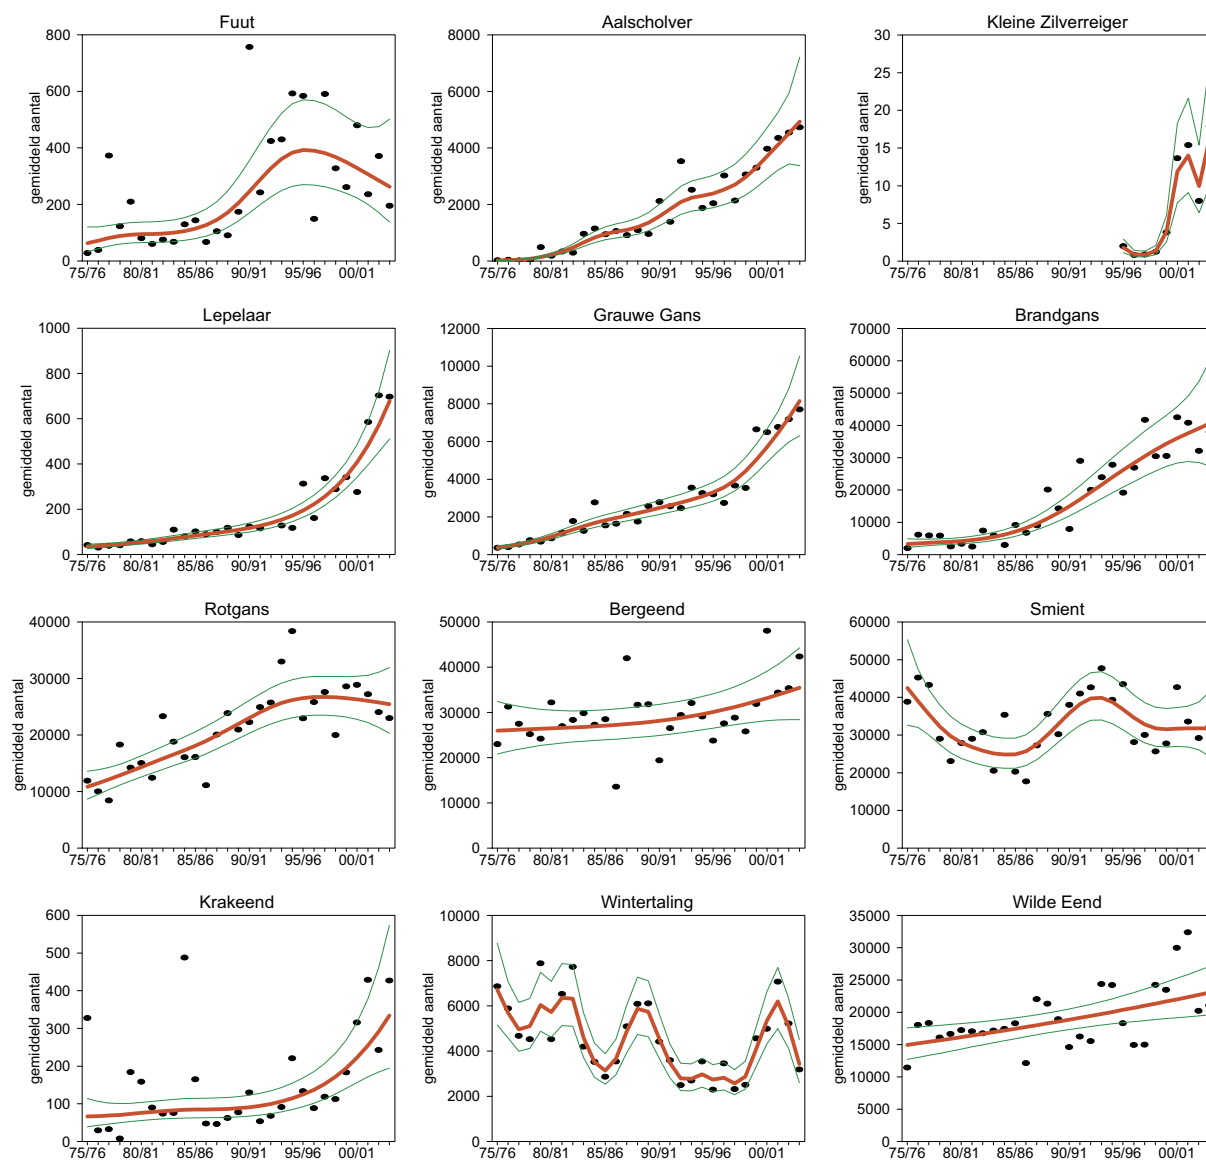 Fuut
Aalscholver
Kleine Zilverreiger
gemiddeld aantal
800
600
400
200
0
75/76 80/81 85/86 90/91 95/96 00/01
gemiddeld aantal
8000
6000
4000
2000
0
75/76 80/81 85/86 90/91 95/96 00/01
gemiddeld aantal
30
25
20
15
10
5
0
75/76 80/81 85/86 90/91 95/96 00/01
Lepelaar
Grauwe Gans
Brandgans
gemiddeld aantal
1000
800
600
400
200
0
75/76 80/81 85/86 90/91 95/96 00/01
gemiddeld aantal
12000
10000
8000
6000
4000
2000
0
75/76 80/81 85/86 90/91 95/96 00/01
gemiddeld aantal
70000
60000
50000
40000
30000
20000
10000
0
75/76 80/81 85/86 90/91 95/96 00/01
Rotgans
Bergeend
Smient
gemiddeld aantal
40000
30000
20000
10000
0
75/76 80/81 85/86 90/91 95/96 00/01
gemiddeld aantal
50000
40000
30000
20000
10000
0
75/76 80/81 85/86 90/91 95/96 00/01
gemiddeld aantal
60000
50000
40000
30000
20000
10000
0
75/76 80/81 85/86 90/91 95/96 00/01
Krakeend
Wintertaling
Wilde Eend
gemiddeld aantal
600
500
400
300
200
100
0
75/76 80/81 85/86 90/91 95/96 00/01
gemiddeld aantal
10000
8000
6000
4000
2000
0
75/76 80/81 85/86 90/91 95/96 00/01
gemiddeld aantal
35000
30000
25000
20000
15000
10000
5000
0
75/76 80/81 85/86 90/91 95/96 00/01